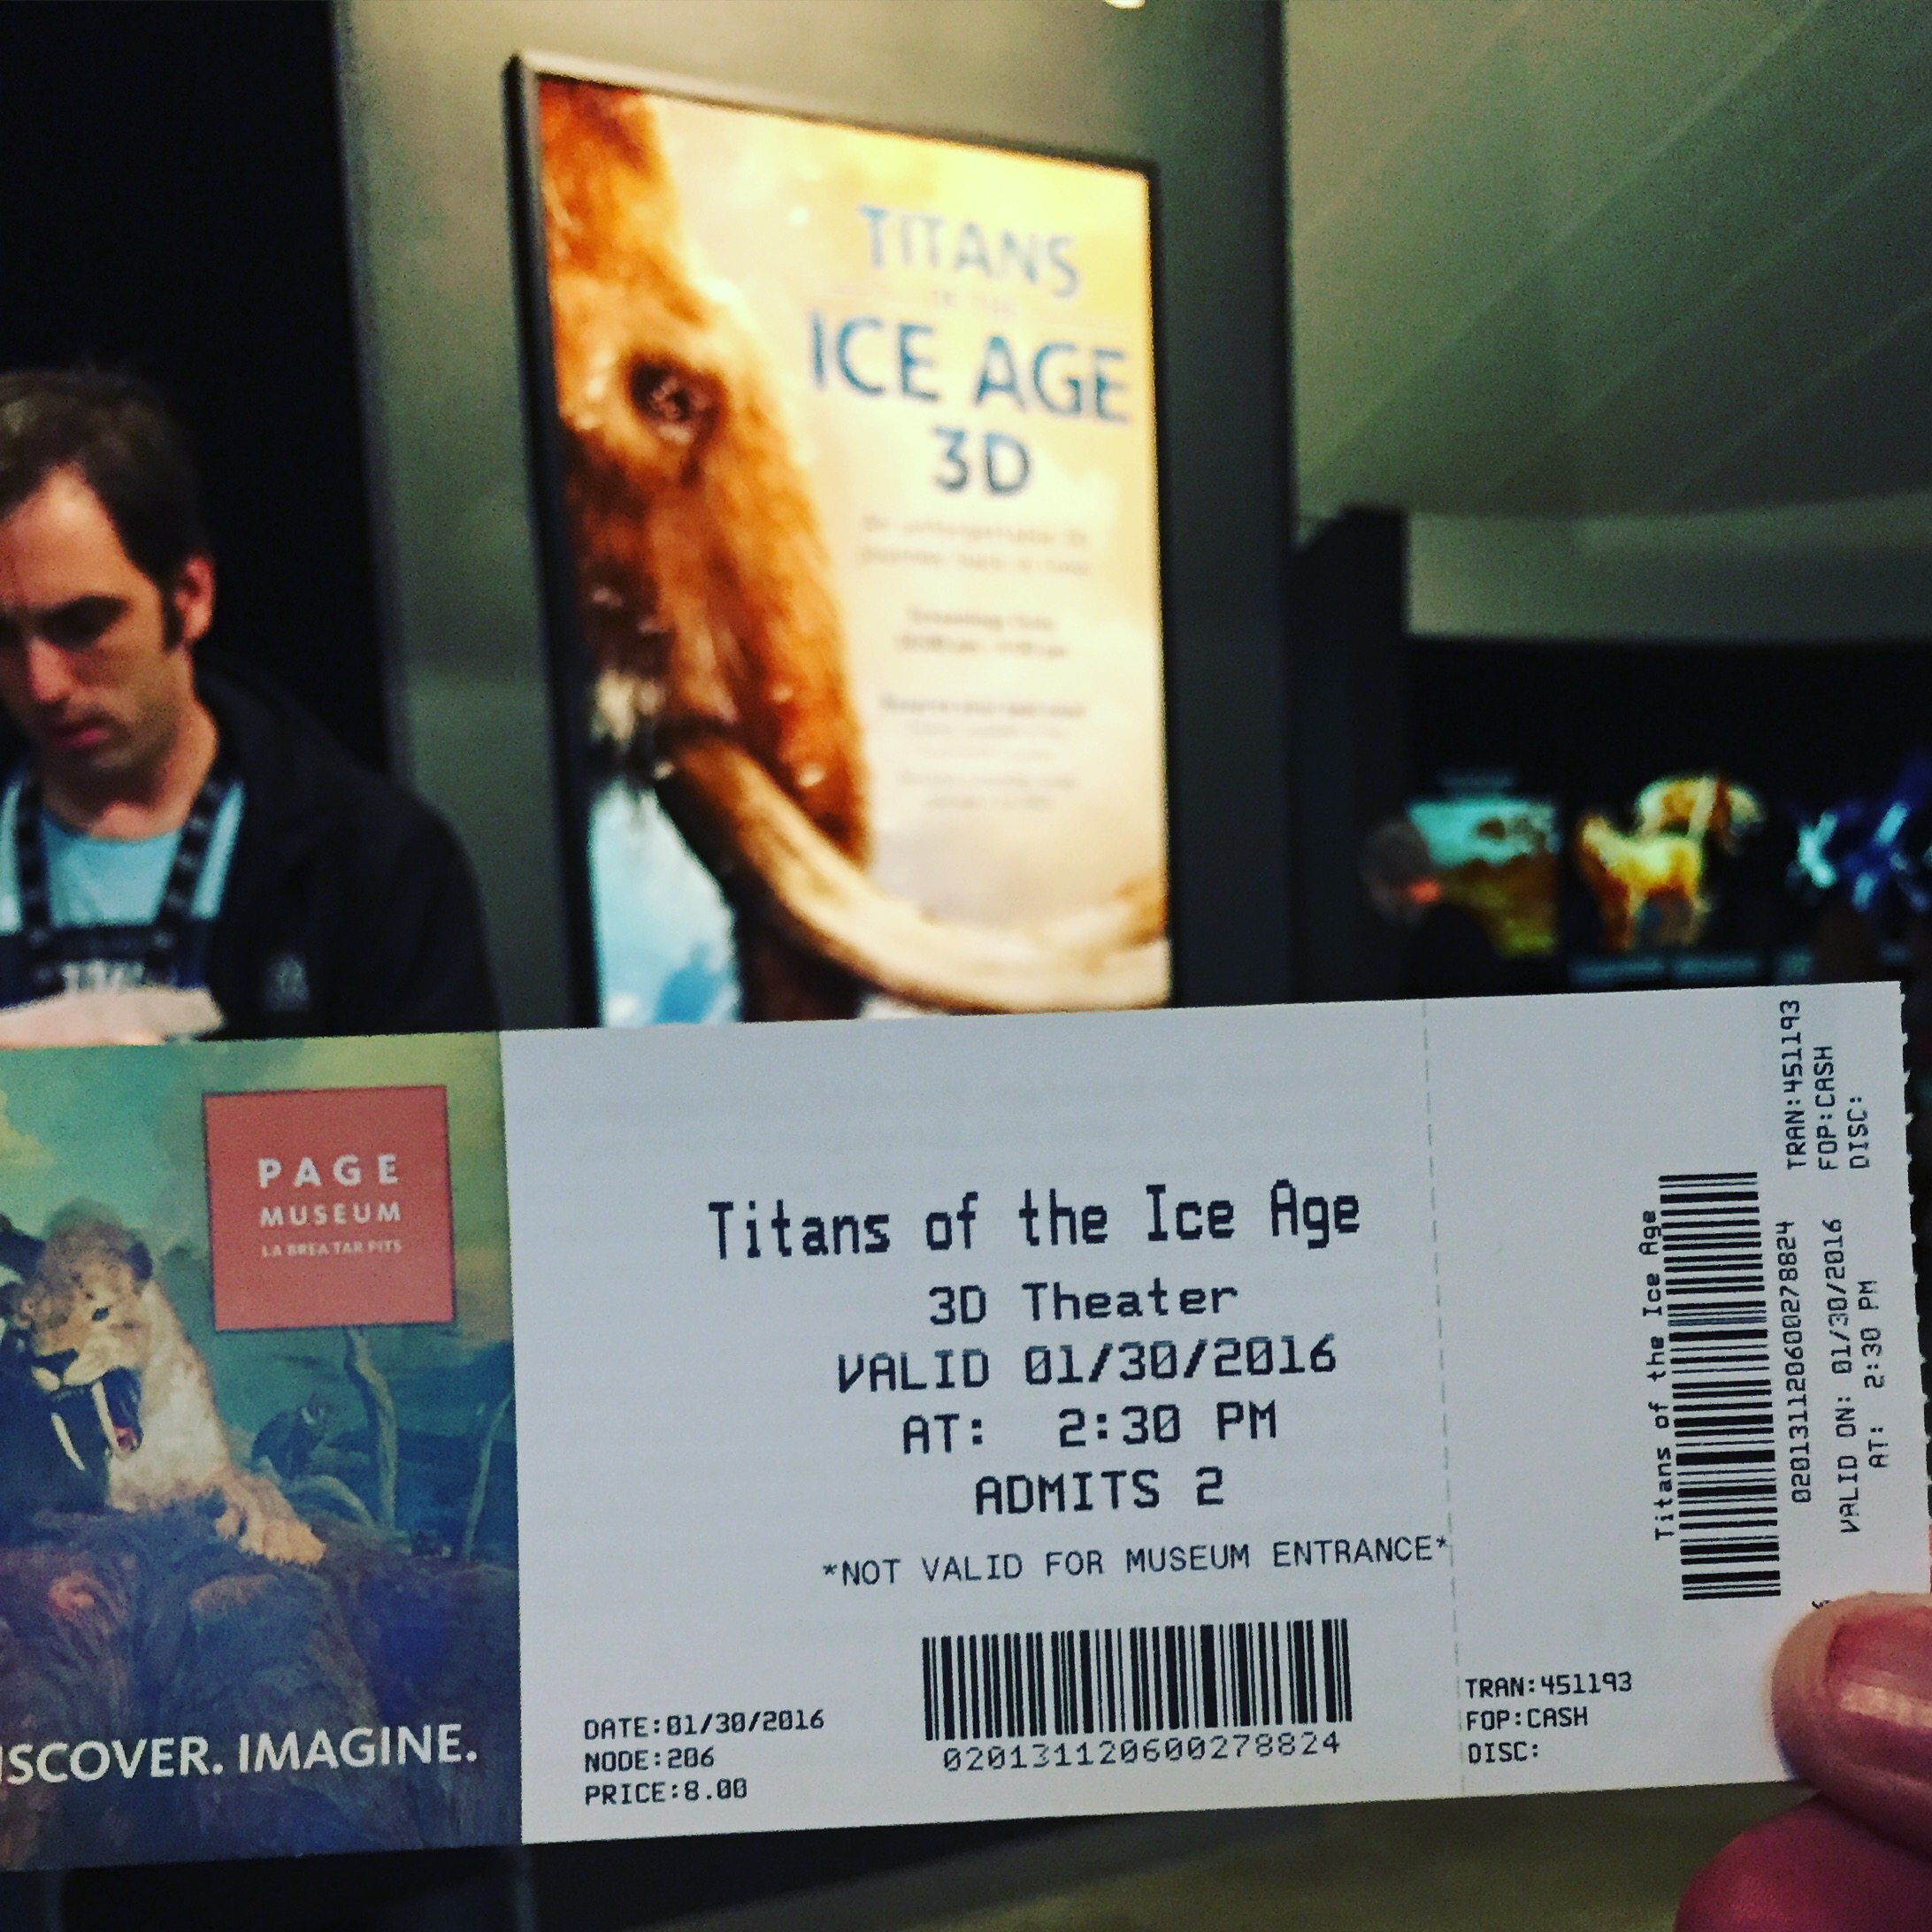 TITANS
OF THE
ICE AGE
3D
PAGE
MUSEUM
LA BREA TAR PITS
ISCOVER. IMAGINE.
Titans of the Ice Age
3D Theater
VALID 01/30/2016
AT: 2:30 PM
ADMITS 2
*NOT VALID FOR MUSEUM ENTRANCE*
DATE:01/30/2016
NODE:206
PRICE:8.00
020131120600278824
TRAN:451193
FOP:CASH
DISC:
Titans of the Ice Age
020131120600278824
VALID ON: 01/30/2016
AT: 2:30 PM
TRAN:451193
FOP:CASH
DISC: